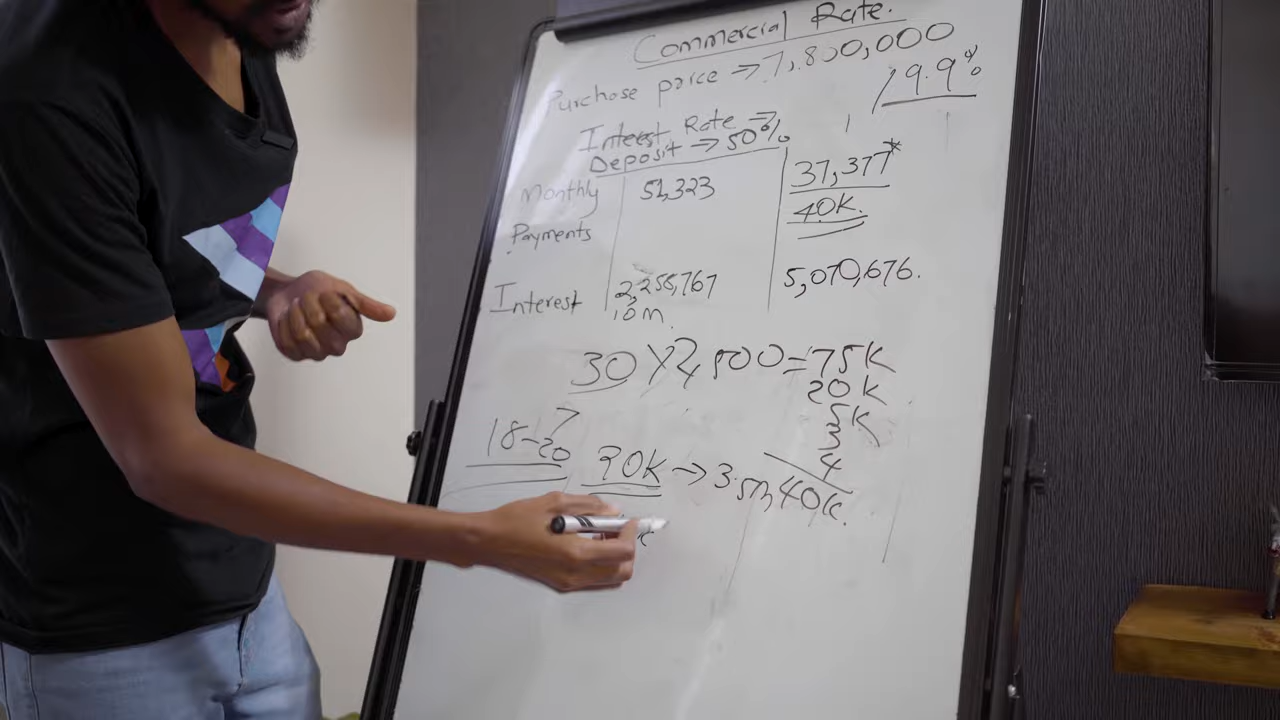 Commercial Rate.
Purchase price → 7,800,000
19.9%
Interest Rate →
Deposit → 50%
Monthly Payments 51,323 37,377*
40K.
Interest 2,258,767 5,070,676.
10m.
30 X 2,500 = 75K
20K
5K
3
4
18-20 20K → 3.5m, 40K.